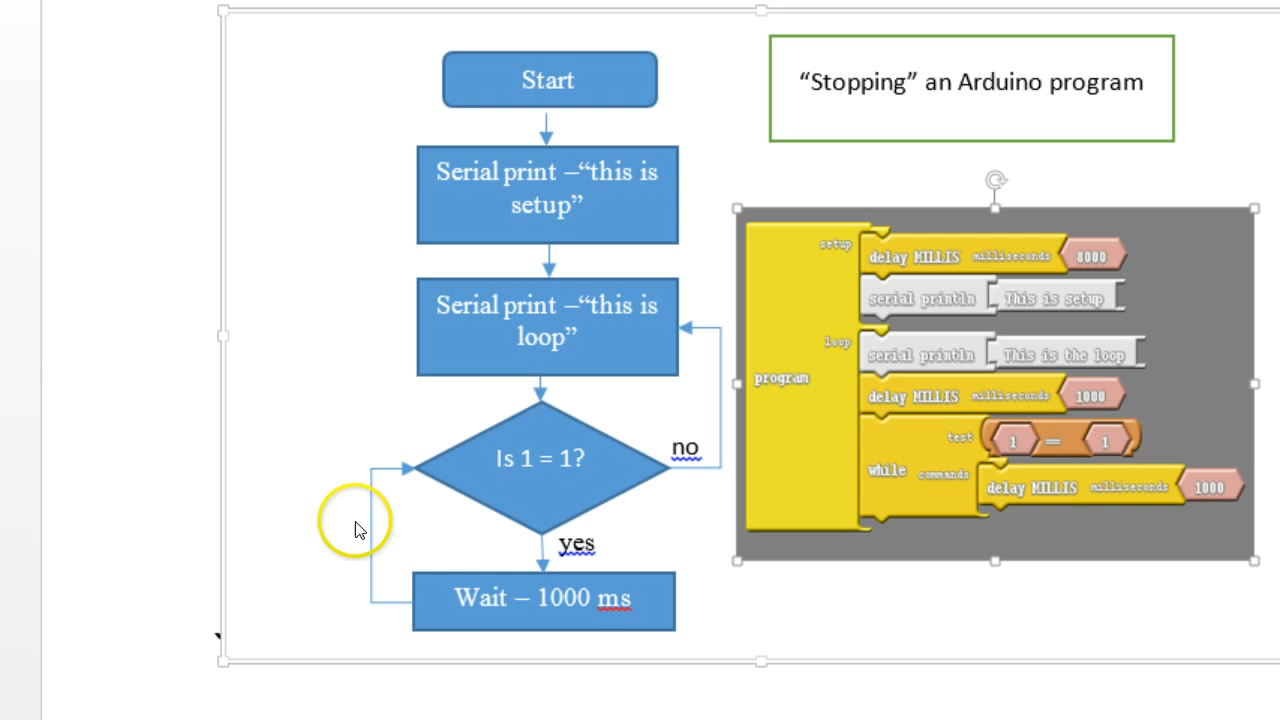 Start
“Stopping” an Arduino program
Serial print –“this is
setup”
Serial print –“this is
loop”
Is 1 = 1?
no
yes
Wait – 1000 ms
program
setup
delay MILLIS milliseconds 8000
serial println This is setup
loop
serial println This is the loop
delay MILLIS milliseconds 1000
while
test 1 == 1
commands
delay MILLIS milliseconds 1000